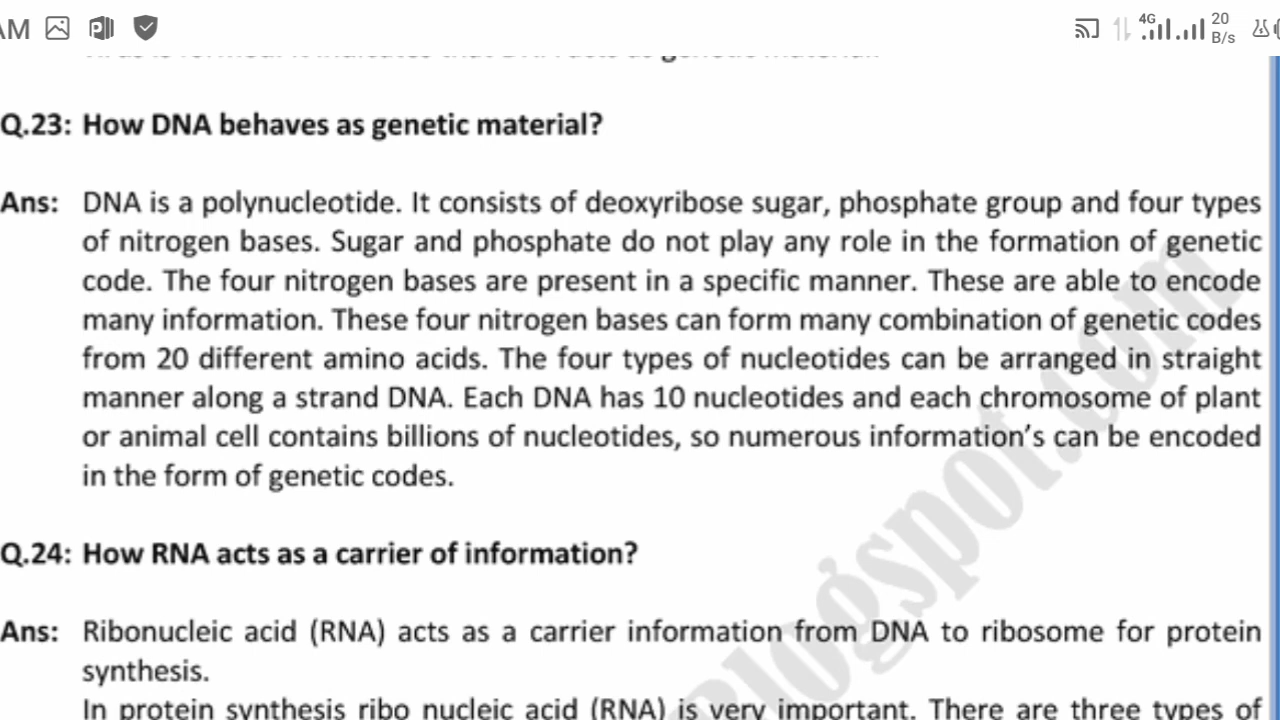 AM 4G 20 B/s
Q.23: How DNA behaves as genetic material?
Ans: DNA is a polynucleotide. It consists of deoxyribose sugar, phosphate group and four types
of nitrogen bases. Sugar and phosphate do not play any role in the formation of genetic
code. The four nitrogen bases are present in a specific manner. These are able to encode
many information. These four nitrogen bases can form many combination of genetic codes
from 20 different amino acids. The four types of nucleotides can be arranged in straight
manner along a strand DNA. Each DNA has 10 nucleotides and each chromosome of plant
or animal cell contains billions of nucleotides, so numerous information’s can be encoded
in the form of genetic codes.
Q.24: How RNA acts as a carrier of information?
Ans: Ribonucleic acid (RNA) acts as a carrier information from DNA to ribosome for protein
synthesis.
In protein synthesis ribo nucleic acid (RNA) is very important. There are three types of
blogspot.com